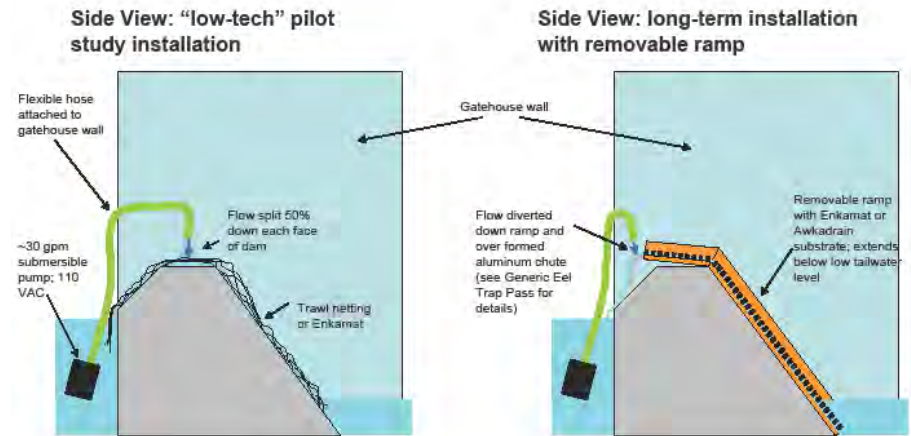 Side View: “low-tech” pilot
study installation
Flexible hose
attached to
gatehouse wall
~30 gpm
submersible
pump; 110
VAC
Flow split 50%
down each face
of dam
Trawl netting
or Enkamat
Side View: long-term installation
with removable ramp
Gatehouse wall
Flow diverted
down ramp and
over formed
aluminum chute
(see Generic Eel
Trap Pass for
details)
Removable ramp
with Enkamat or
Awkadrain
substrate; extends
below low tailwater
level